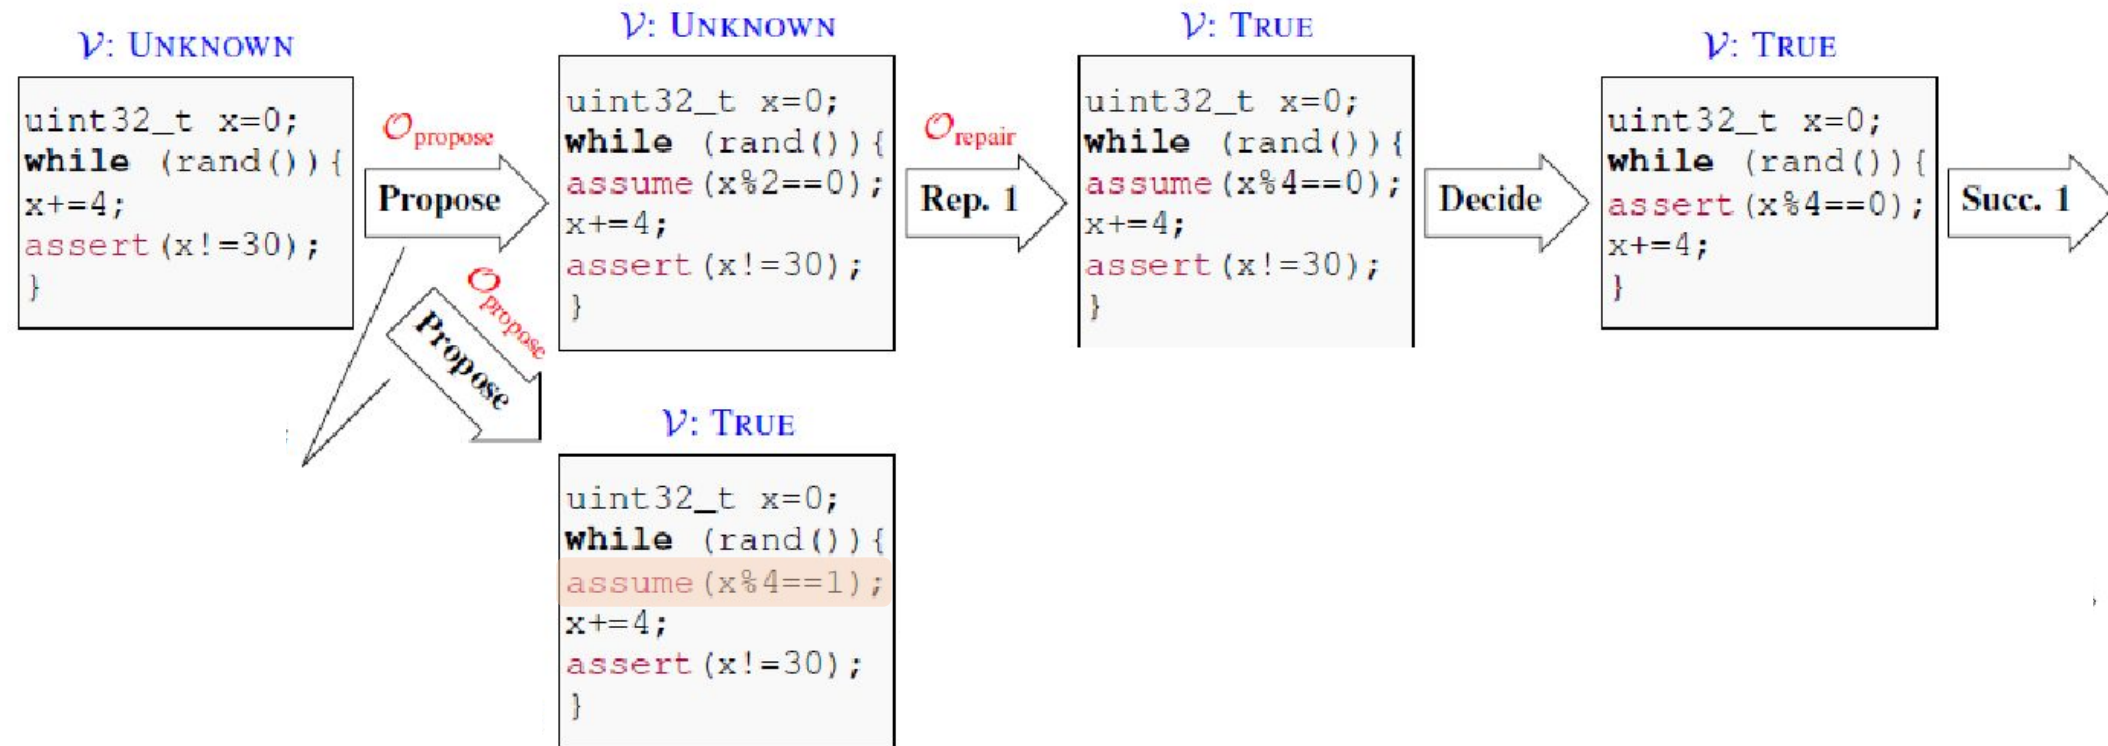 𝒱: UNKNOWN
uint32_t x=0;
while (rand()){
x+=4;
assert(x!=30);
}
𝒪propose
Propose
𝒱: UNKNOWN
uint32_t x=0;
while (rand()){
assume(x%2==0);
x+=4;
assert(x!=30);
}
𝒪repair
Rep. 1
𝒱: TRUE
uint32_t x=0;
while (rand()){
assume(x%4==0);
x+=4;
assert(x!=30);
}
Decide
𝒱: TRUE
uint32_t x=0;
while (rand()){
assert(x%4==0);
x+=4;
}
Succ. 1
𝒪propose
Propose
𝒱: TRUE
uint32_t x=0;
while (rand()){
assume(x%4==1);
x+=4;
assert(x!=30);
}